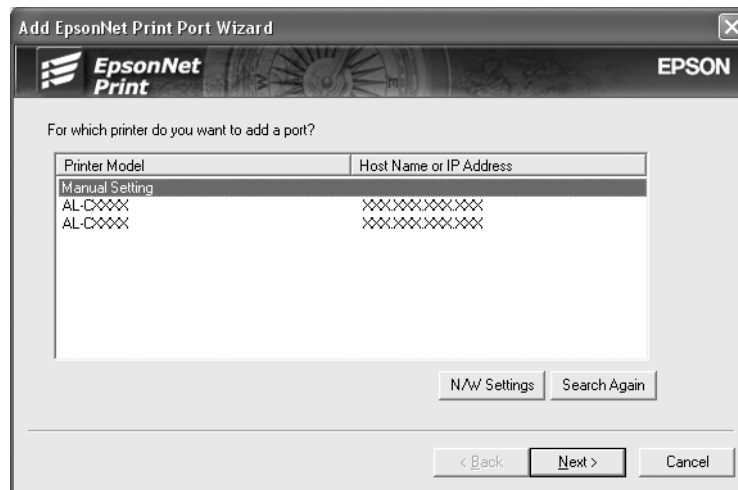 Add EpsonNet Print Port Wizard
EpsonNet
Print
EPSON
For which printer do you want to add a port?
Printer Model Host Name or IP Address
Manual Setting
AL-CXXXX XXX.XXX.XXX.XXX
AL-CXXXX XXX.XXX.XXX.XXX
N/W Settings Search Again
< Back Next > Cancel